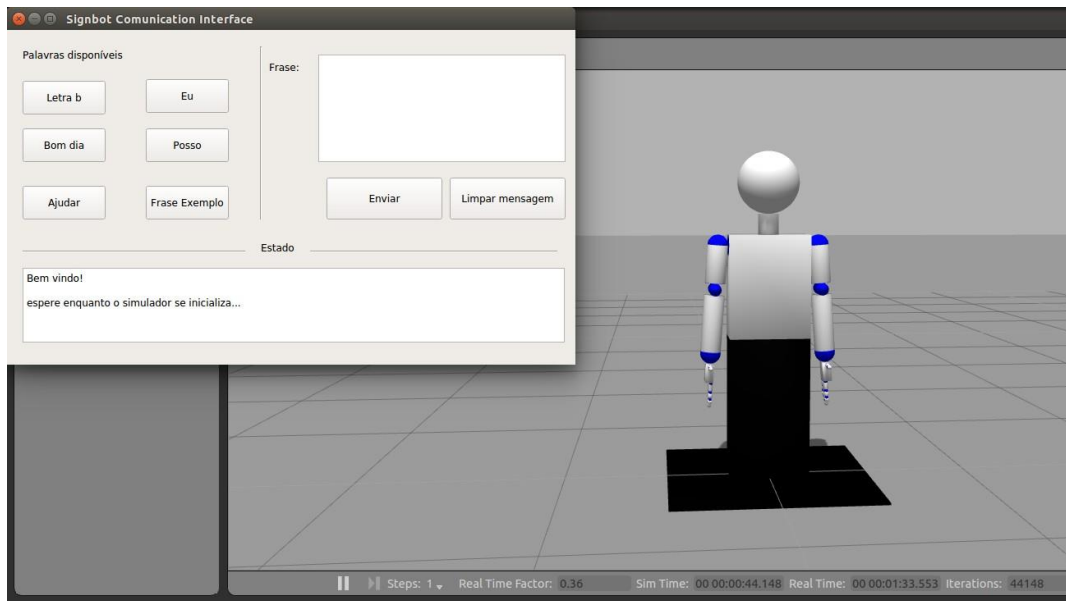 Signbot Comunication Interface
Palavras disponíveis
Frase:
Letra b
Eu
Bom dia
Posso
Ajudar
Frase Exemplo
Enviar
Limpar mensagem
Estado
Bem vindo!
espere enquanto o simulador se inicializa...
Steps: 1 Real Time Factor: 0.36 Sim Time: 00 00:00:44.148 Real Time: 00 00:01:33.553 Iterations: 44148